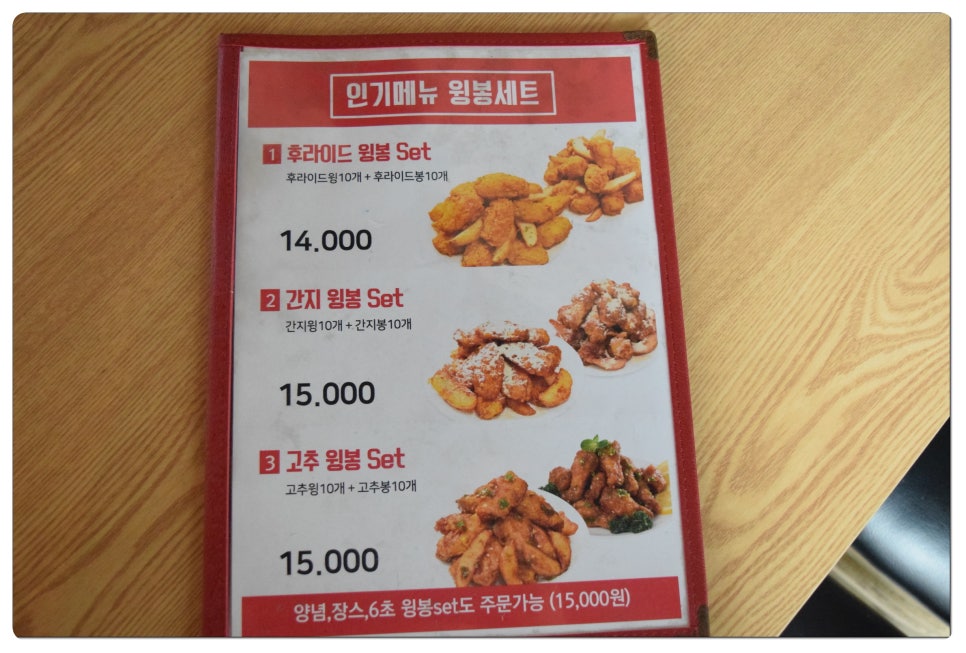 인기메뉴 윙봉세트
1 후라이드 윙봉 Set
후라이드윙10개 + 후라이드봉10개
14.000
2 간지 윙봉 Set
간지윙10개 + 간지봉10개
15.000
3 고추 윙봉 Set
고추윙10개 + 고추봉10개
15.000
양념,장스,6초 윙봉set도 주문가능 (15,000원)